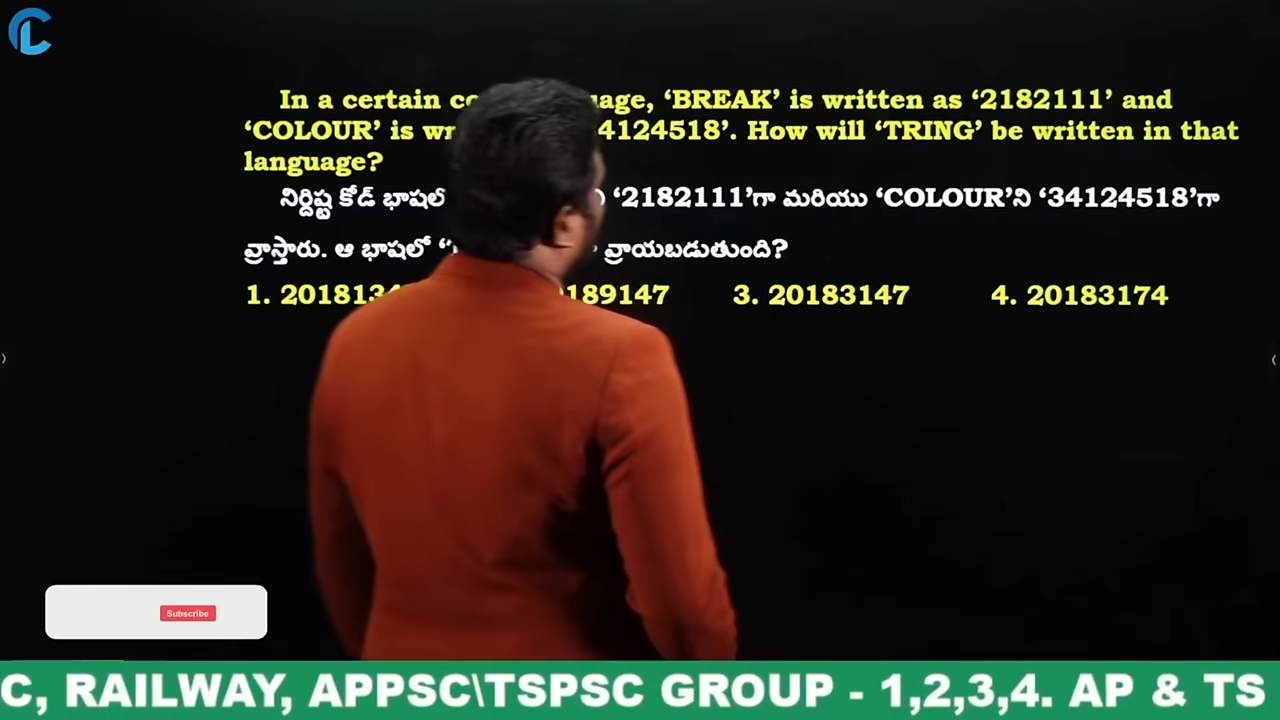 In a certain age, ‘BREAK’ is written as ‘2182111’ and
‘COLOUR’ is 4124518’. How will ‘TRING’ be written in that
language?
నిర్దిష్ట కోడ్ భాషలో ‘2182111’గా మరియు ‘COLOUR’ని ‘34124518’గా
వ్రాస్తారు. ఆ భాషలో వ్రాయబడుతుంది?
1. 201813 189147 3. 20183147 4. 20183174
Subscribe
C, RAILWAY, APPSC\TSPSC GROUP - 1,2,3,4. AP & TS